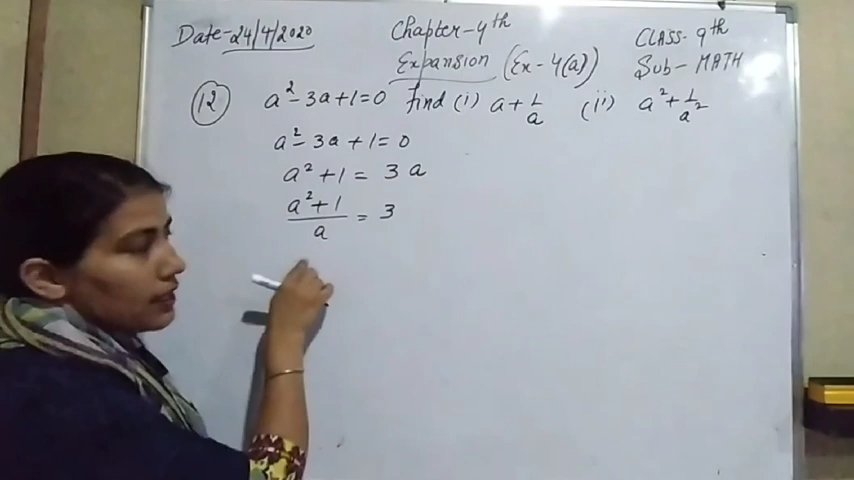 Date-24/4/2020 Chapter-4th CLASS-9th
Expansion (Ex-4(a)) Sub-MATH
(12) a²-3a+1=0 find (i) a+1/a (ii) a²+1/a²
a²-3a+1=0
a²+1=3a
(a²+1)/a=3